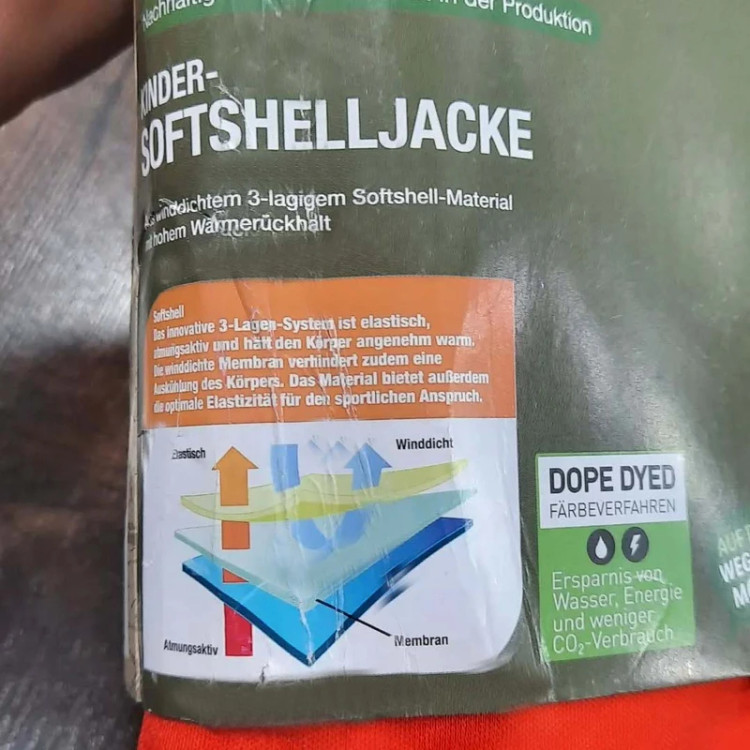 Nachhaltig in der Produktion
KINDER-
SOFTSHELLJACKE
winddichtem 3-lagigem Softshell-Material
mit hohem Wärmerückhalt
Softshell
Das innovative 3-Lagen-System ist elastisch,
atmungsaktiv und hält den Körper angenehm warm.
Die winddichte Membran verhindert zudem eine
Auskühlung des Körpers. Das Material bietet außerdem
die optimale Elastizität für den sportlichen Anspruch.
Elastisch
Winddicht
Atmungsaktiv
Membran
DOPE DYED
FÄRBEVERFAHREN
Ersparnis von
Wasser, Energie
und weniger
CO₂-Verbrauch